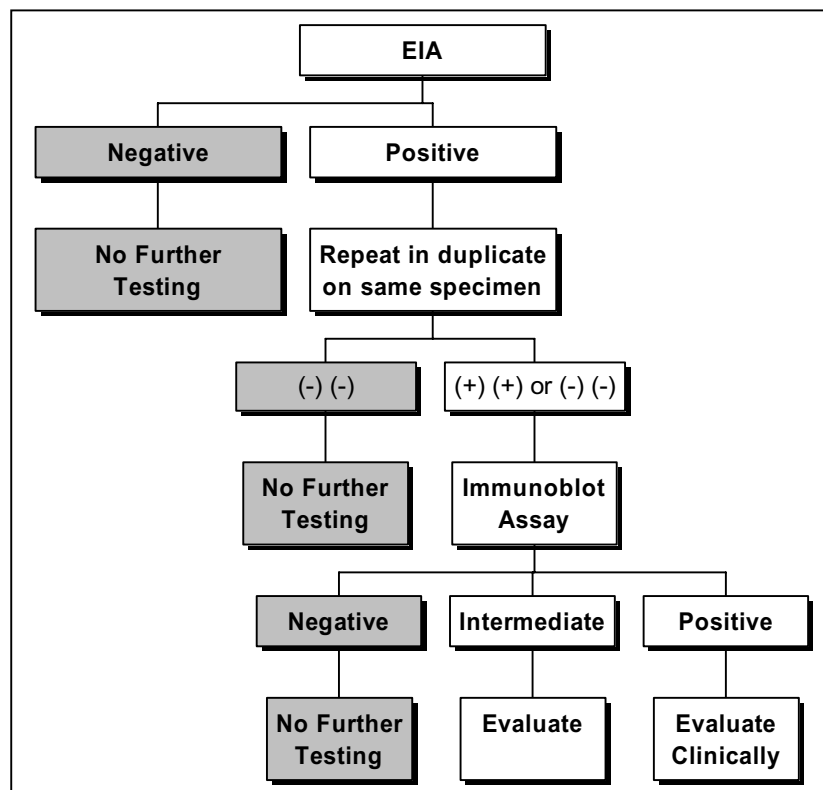 EIA
Negative
Positive
No Further
Testing
Repeat in duplicate
on same specimen
(-) (-)
(+) (+) or (-) (-)
No Further
Testing
Immunoblot
Assay
Negative
Intermediate
Positive
No Further
Testing
Evaluate
Evaluate
Clinically